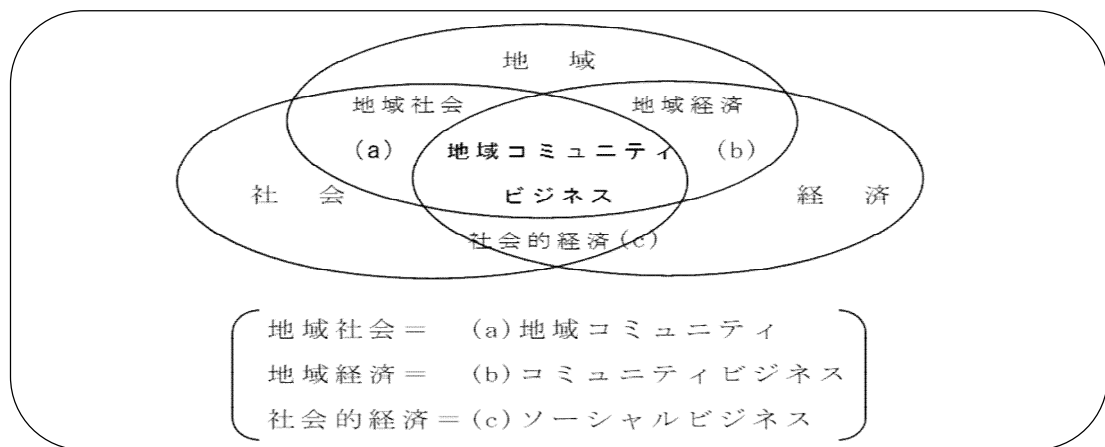 地 域
地域社会 地域経済
(a) 地域コミュニティ (b)
社 会 ビジネス 経 済
社会的経済(c)
地域社会= (a)地域コミュニティ
地域経済= (b)コミュニティビジネス
社会的経済=(c)ソーシャルビジネス